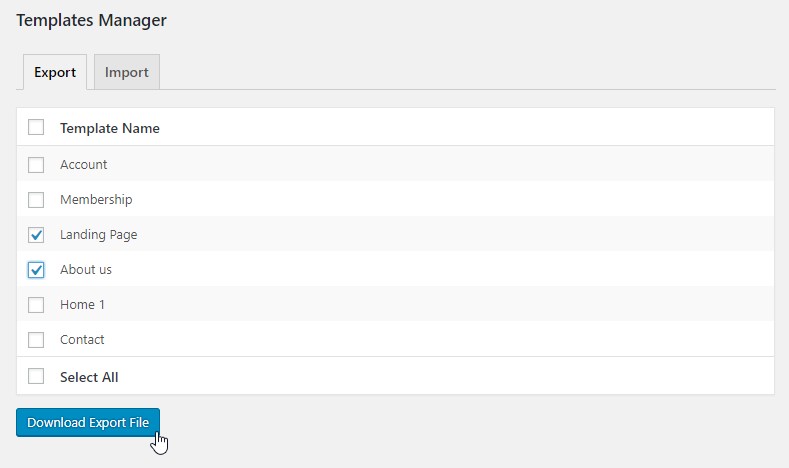 Templates Manager
Export
Import
Template Name
Account
Membership
Landing Page
About us
Home 1
Contact
Select All
Download Export File